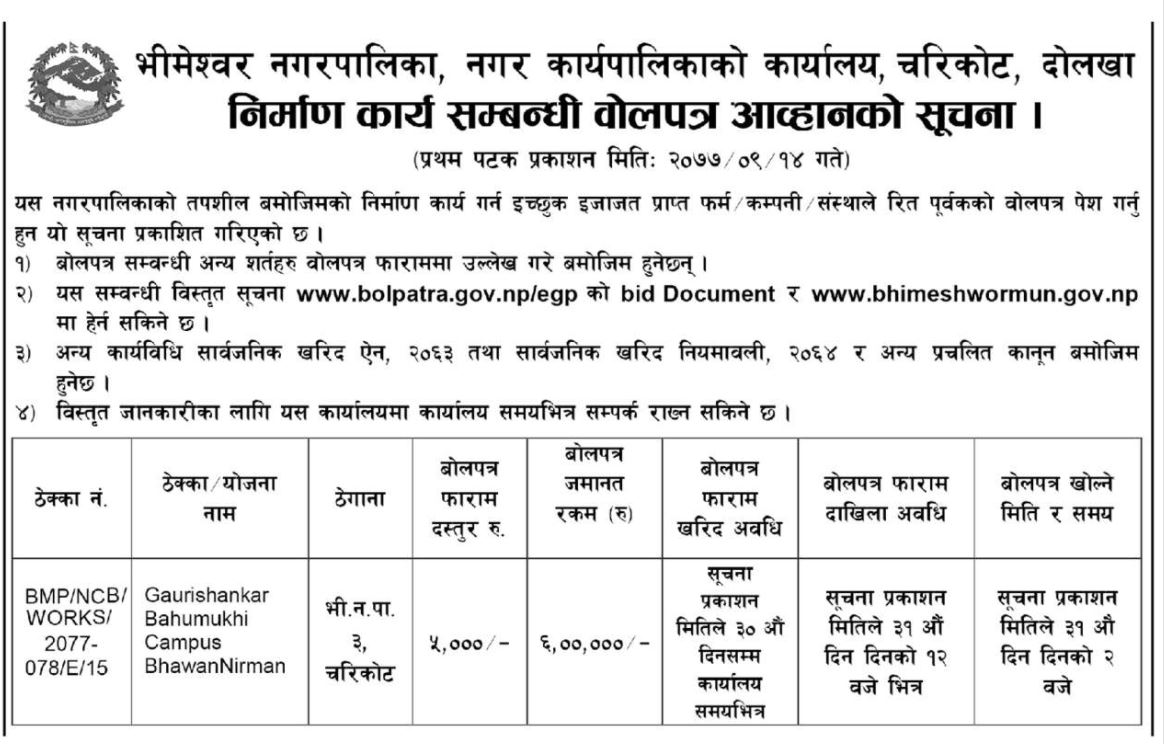 भीमेश्वर नगरपालिका, नगर कार्यपालिकाको कार्यालय, चरिकोट, दोलखा
निर्माण कार्य सम्बन्धी वोलपत्र आव्हानको सूचना ।
(प्रथम पटक प्रकाशन मितिः २०७७/०९/१४ गते)
यस नगरपालिकाको तपशील बमोजिमको निर्माण कार्य गर्न इच्छुक इजाजत प्राप्त फर्म/कम्पनी/संस्थाले रित पूर्वकको वोलपत्र पेश गर्नु
हुन यो सूचना प्रकाशित गरिएको छ ।
१) बोलपत्र सम्वन्धी अन्य शर्तहरु वोलपत्र फाराममा उल्लेख गरे बमोजिम हुनेछन् ।
२) यस सम्वन्धी विस्तृत सूचना www.bolpatra.gov.np/egp को bid Document र www.bhimeshwormun.gov.np
मा हेर्न सकिने छ ।
३) अन्य कार्यविधि सार्वजनिक खरिद ऐन, २०६३ तथा सार्वजनिक खरिद नियमावली, २०६४ र अन्य प्रचलित कानून बमोजिम
हुनेछ ।
४) विस्तृत जानकारीका लागि यस कार्यालयमा कार्यालय समयभित्र सम्पर्क राख्न सकिने छ ।
ठेक्का नं.
ठेक्का/योजना
नाम
ठेगाना
बोलपत्र
फाराम
दस्तुर रु.
बोलपत्र
जमानत
रकम (रु)
बोलपत्र
फाराम
खरिद अवधि
बोलपत्र फाराम
दाखिला अवधि
बोलपत्र खोल्ने
मिति र समय
BMP/NCB/
WORKS/
2077-
078/E/15
Gaurishankar
Bahumukhi
Campus
BhawanNirman
भी.न.पा.
३,
चरिकोट
५,०००/-
६,००,०००/-
सूचना
प्रकाशन
मितिले ३० औं
दिनसम्म
कार्यालय
समयभित्र
सूचना प्रकाशन
मितिले ३१ औं
दिन दिनको १२
वजे भित्र
सूचना प्रकाशन
मितिले ३१ औ
दिन दिनको २
वजे